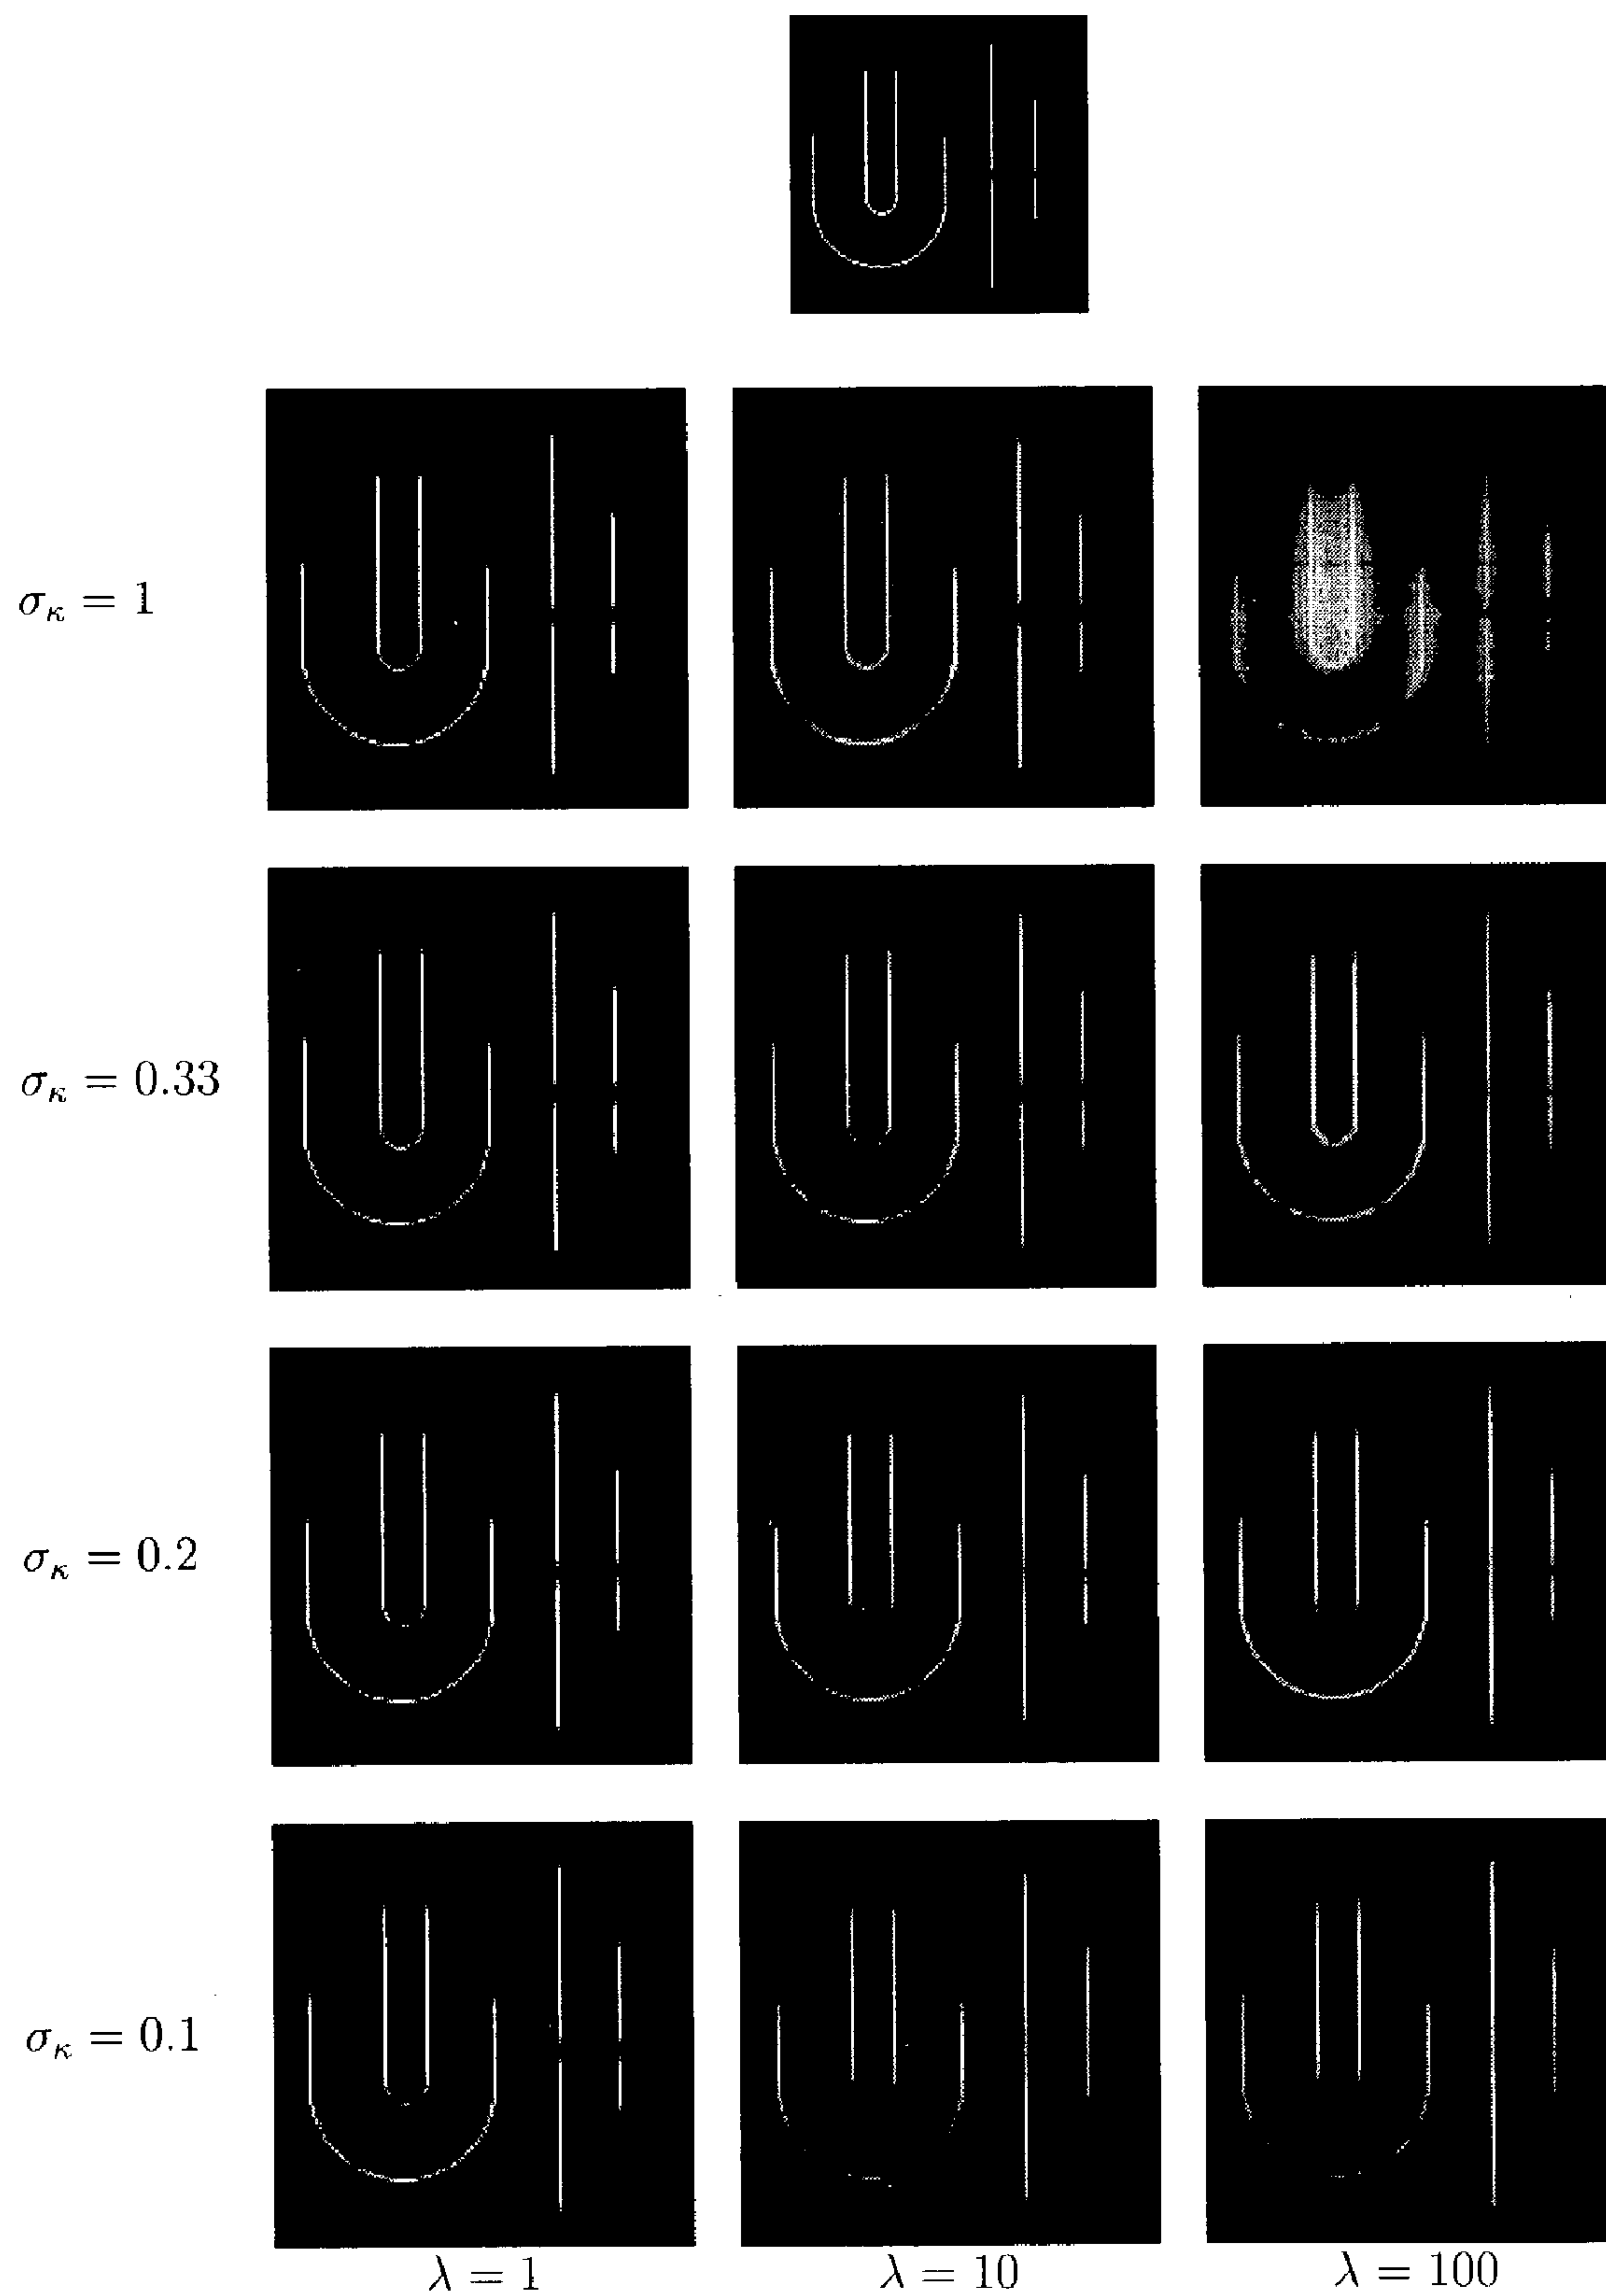 σ_κ = 1
σ_κ = 0.33
σ_κ = 0.2
σ_κ = 0.1
λ = 1
λ = 10
λ = 100